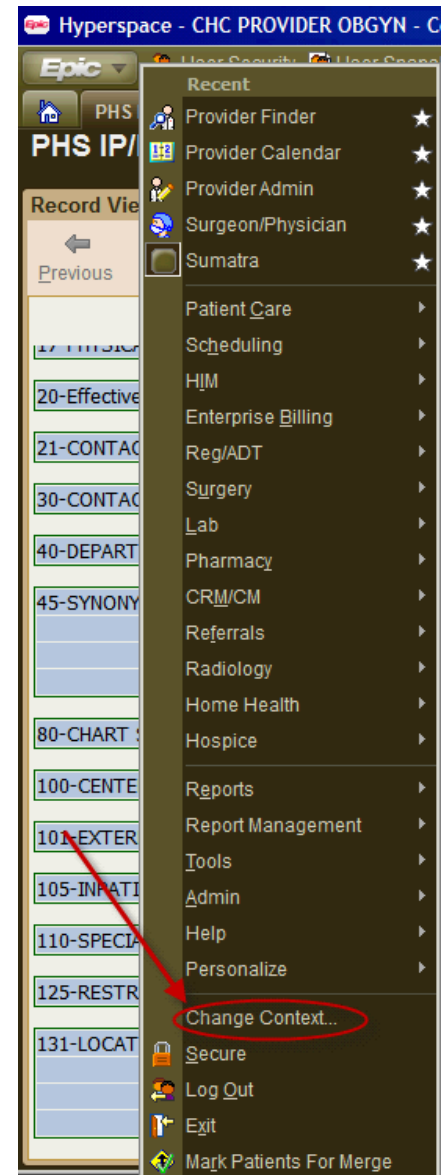 Epic Hyperspace - CHC PROVIDER OBGYN - C
Epic
Recent
PHS
PHS IP/
Provider Finder
Provider Calendar
Provider Admin
Record Vie
Surgeon/Physician
Previous
Sumatra
Patient Care
Scheduling
HIM
20-Effective
Enterprise Billing
21-CONTAC
Reg/ADT
30-CONTAC
Surgery
Lab
40-DEPART
Pharmacy
45-SYNONY
CRM/CM
Referrals
Radiology
Home Health
80-CHART
Hospice
100-CENTE
Reports
101-EXTER
Report Management
Tools
105-INPATI
Admin
110-SPECIA
Help
Personalize
125-RESTR
Change Context...
131-LOCAT
Secure
Log Out
Exit
Mark Patients For Merge